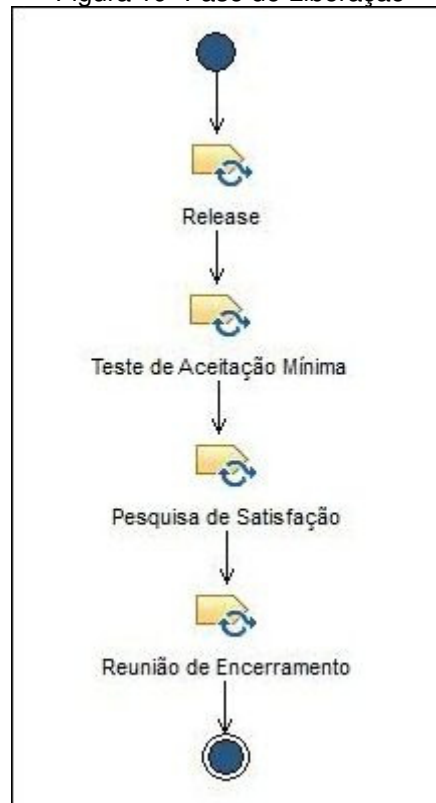 Release
Teste de Aceitação Mínima
Pesquisa de Satisfação
Reunião de Encerramento